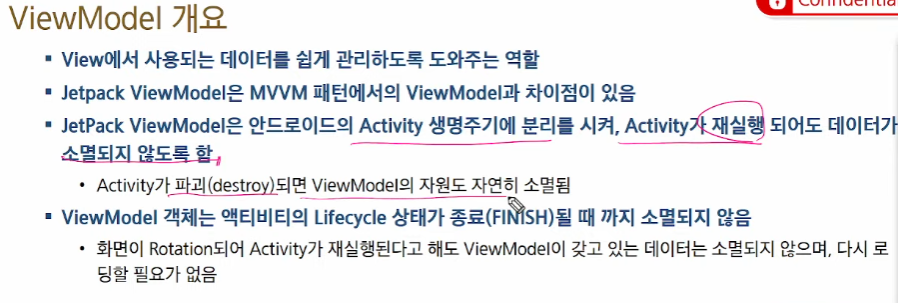 Confidential
ViewModel 개요
▪ View에서 사용되는 데이터를 쉽게 관리하도록 도와주는 역할
▪ Jetpack ViewModel은 MVVM 패턴에서의 ViewModel과 차이점이 있음
▪ JetPack ViewModel은 안드로이드의 Activity 생명주기에 분리를 시켜, Activity가 재실행 되어도 데이터가
소멸되지 않도록 함
• Activity가 파괴(destroy)되면 ViewModel의 자원도 자연히 소멸됨
▪ ViewModel 객체는 액티비티의 Lifecycle 상태가 종료(FINISH)될 때 까지 소멸되지 않음
• 화면이 Rotation되어 Activity가 재실행된다고 해도 ViewModel이 갖고 있는 데이터는 소멸되지 않으며, 다시 로
딩할 필요가 없음